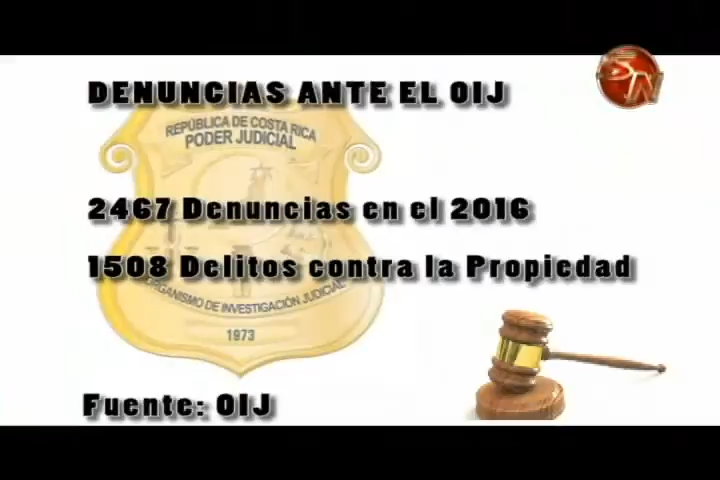 DENUNCIAS ANTE EL OIJ
SN
REPÚBLICA DE COSTA RICA
PODER JUDICIAL
2467 Denuncias en el 2016
1508 Delitos contra la Propiedad
ORGANISMO DE INVESTIGACIÓN JUDICIAL
1973
Fuente: OIJ